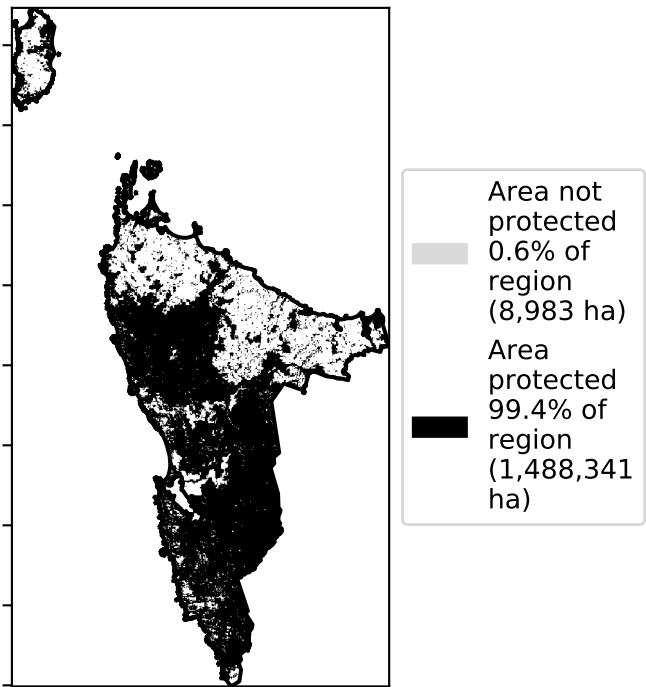 Area not
protected
0.6% of
region
(8,983 ha)
Area
protected
99.4% of
region
(1,488,341
ha)